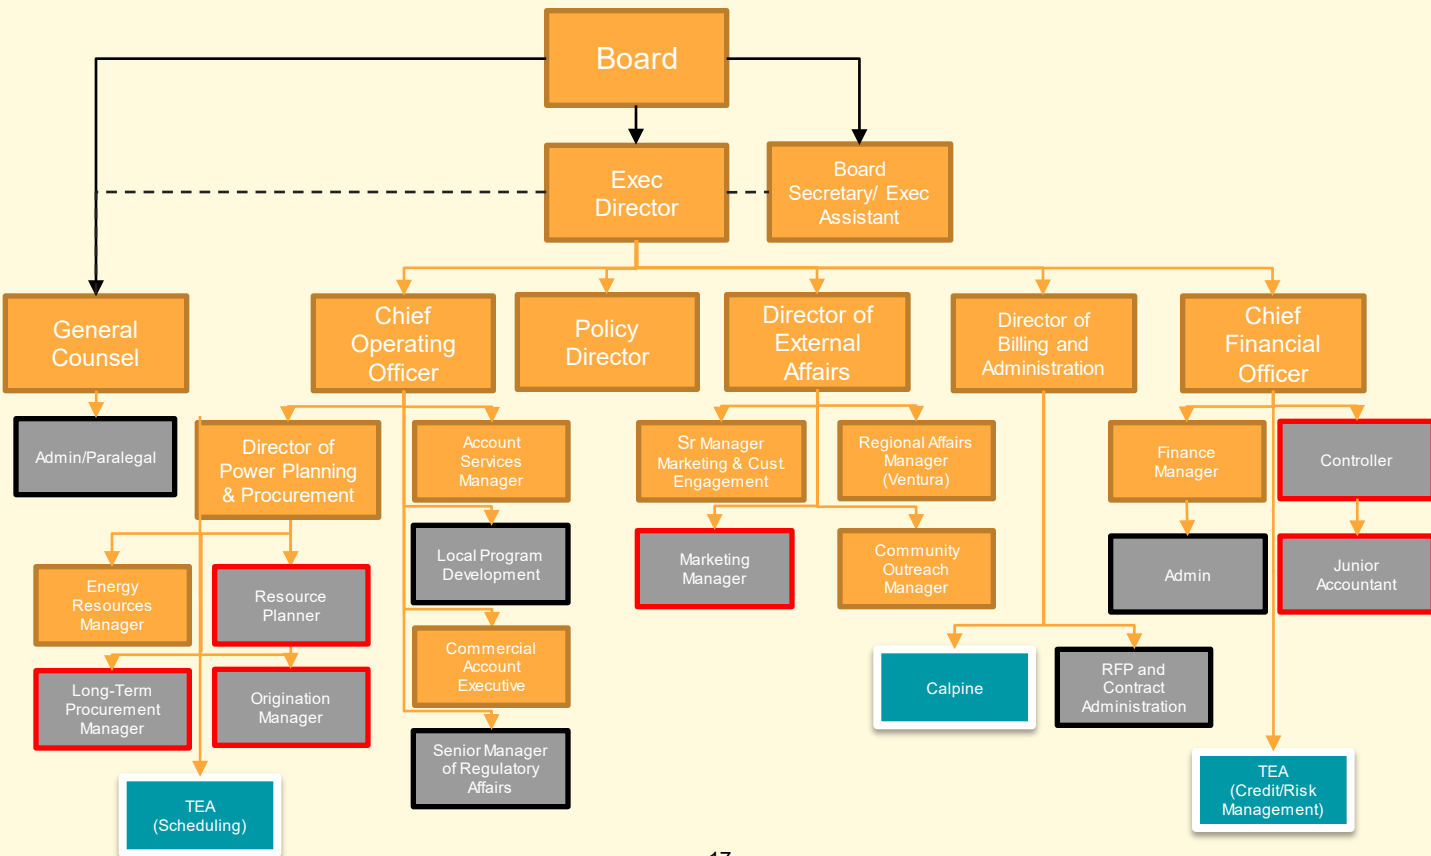 Board
Exec
Director
Board
Secretary/ Exec
Assistant
General
Counsel
Chief
Operating
Officer
Policy
Director
Director of
External
Affairs
Director of
Billing and
Administration
Chief
Financial
Officer
Admin/Paralegal
Director of
Power Planning
& Procurement
Account
Services
Manager
Sr Manager
Marketing & Cust.
Engagement
Regional Affairs
Manager
(Ventura)
Finance
Manager
Controller
Energy
Resources
Manager
Resource
Planner
Local Program
Development
Marketing
Manager
Community
Outreach
Manager
Admin
Junior
Accountant
Long-Term
Procurement
Manager
Origination
Manager
Commercial
Account
Executive
Calpine
RFP and
Contract
Administration
Senior Manager
of Regulatory
Affairs
TEA
(Scheduling)
TEA
(Credit/Risk
Management)
17